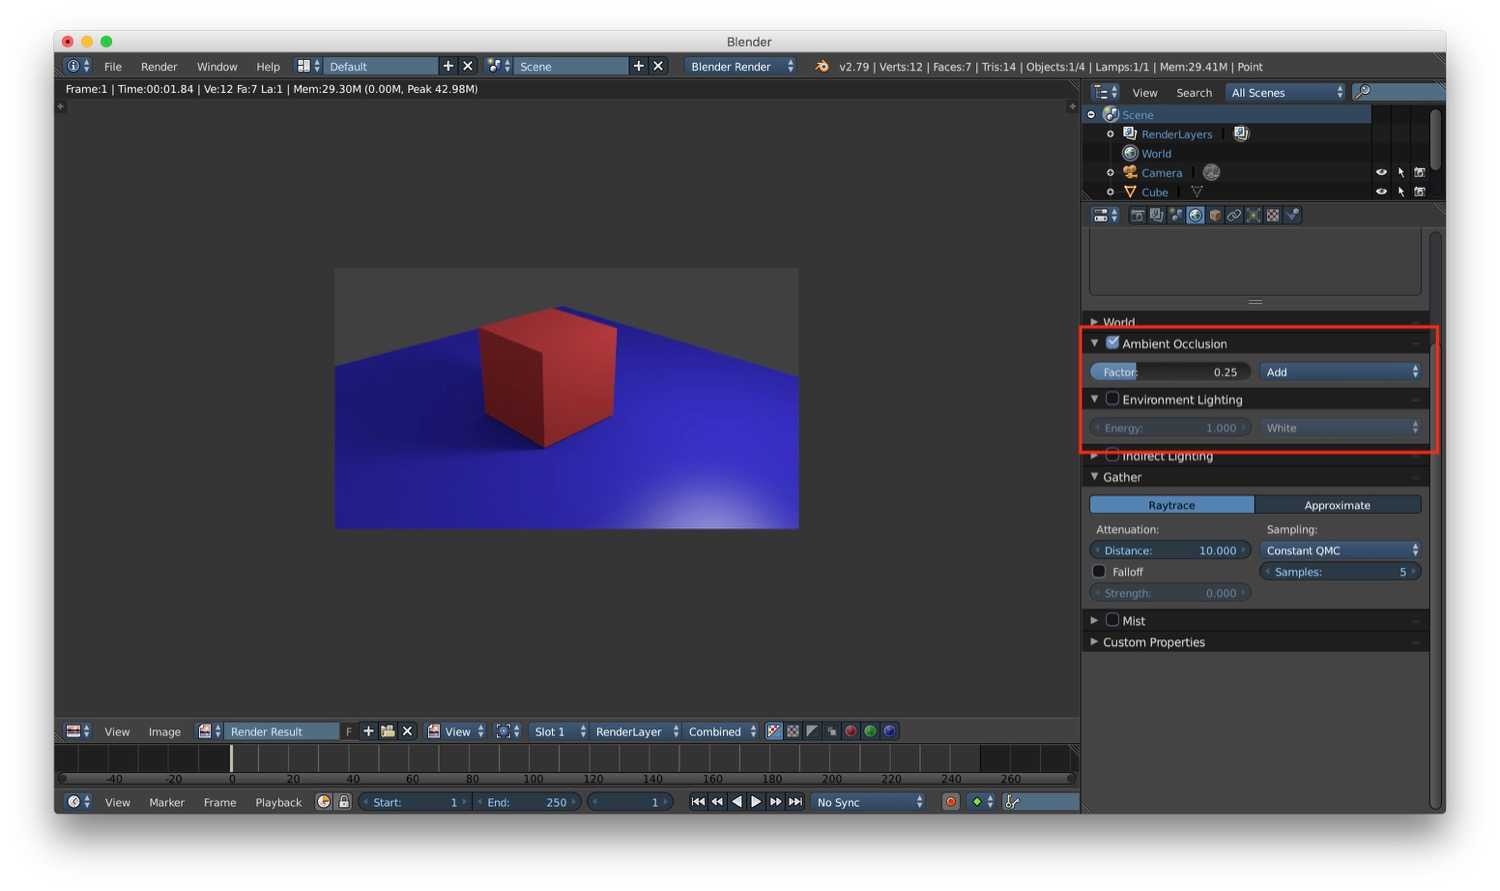 Blender
File Render Window Help Default Scene Blender Render v2.79 | Verts:12 | Faces:7 | Tris:14 | Objects:1/4 | Lamps:1/1 | Mem:29.41M | Point
Frame:1 | Time:00:01.84 | Ve:12 Fa:7 La:1 | Mem:29.30M (0.00M, Peak 42.98M)
View Search All Scenes
Scene
RenderLayers
World
Camera
Cube
World
Ambient Occlusion
Factor: 0.25 Add
Environment Lighting
Energy: 1.000 White
Indirect Lighting
Gather
Raytrace Approximate
Attenuation: Sampling:
Distance: 10.000 Constant QMC
Falloff Samples: 5
Strength: 0.000
Mist
Custom Properties
View Image Render Result F View Slot 1 RenderLayer Combined
-40 -20 0 20 40 60 80 100 120 140 160 180 200 220 240 260
View Marker Frame Playback Start: 1 End: 250 1 No Sync